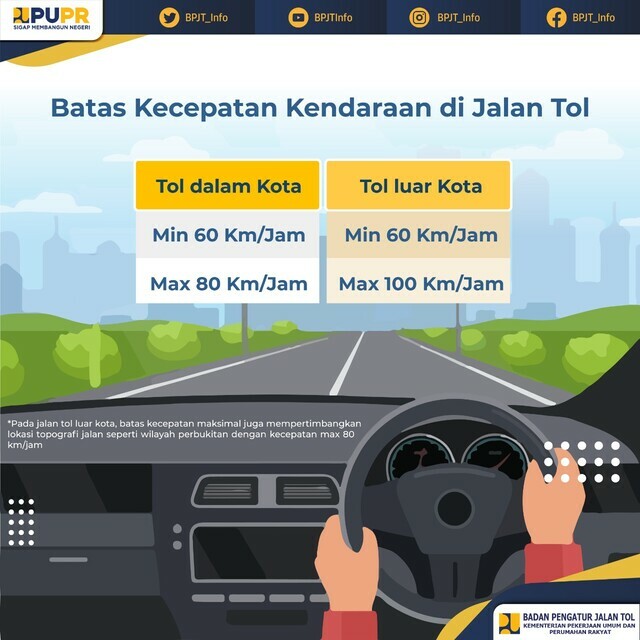 PUPR
SIGAP MEMBANGUN NEGERI
BPJT_Info
BPJTInfo
BPJT_Info
BPJT_Info
Batas Kecepatan Kendaraan di Jalan Tol
Tol dalam Kota
Tol luar Kota
Min 60 Km/Jam
Min 60 Km/Jam
Max 80 Km/Jam
Max 100 Km/Jam
*Pada jalan tol luar kota, batas kecepatan maksimal juga mempertimbangkan
lokasi topografi jalan seperti wilayah perbukitan dengan kecepatan max 80
km/jam
BADAN PENGATUR JALAN TOL
KEMENTERIAN PEKERJAAN UMUM DAN
PERUMAHAN RAKYAT